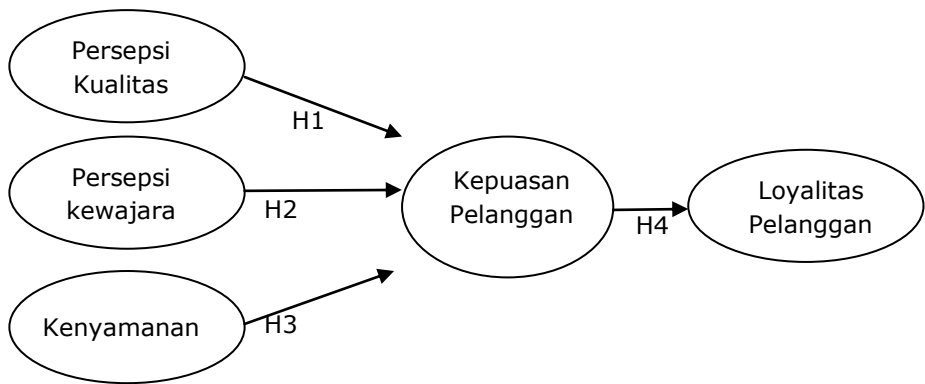 Persepsi
Kualitas
H1
Persepsi
kewajara
H2
Kenyamanan
H3
Kepuasan
Pelanggan
H4
Loyalitas
Pelanggan